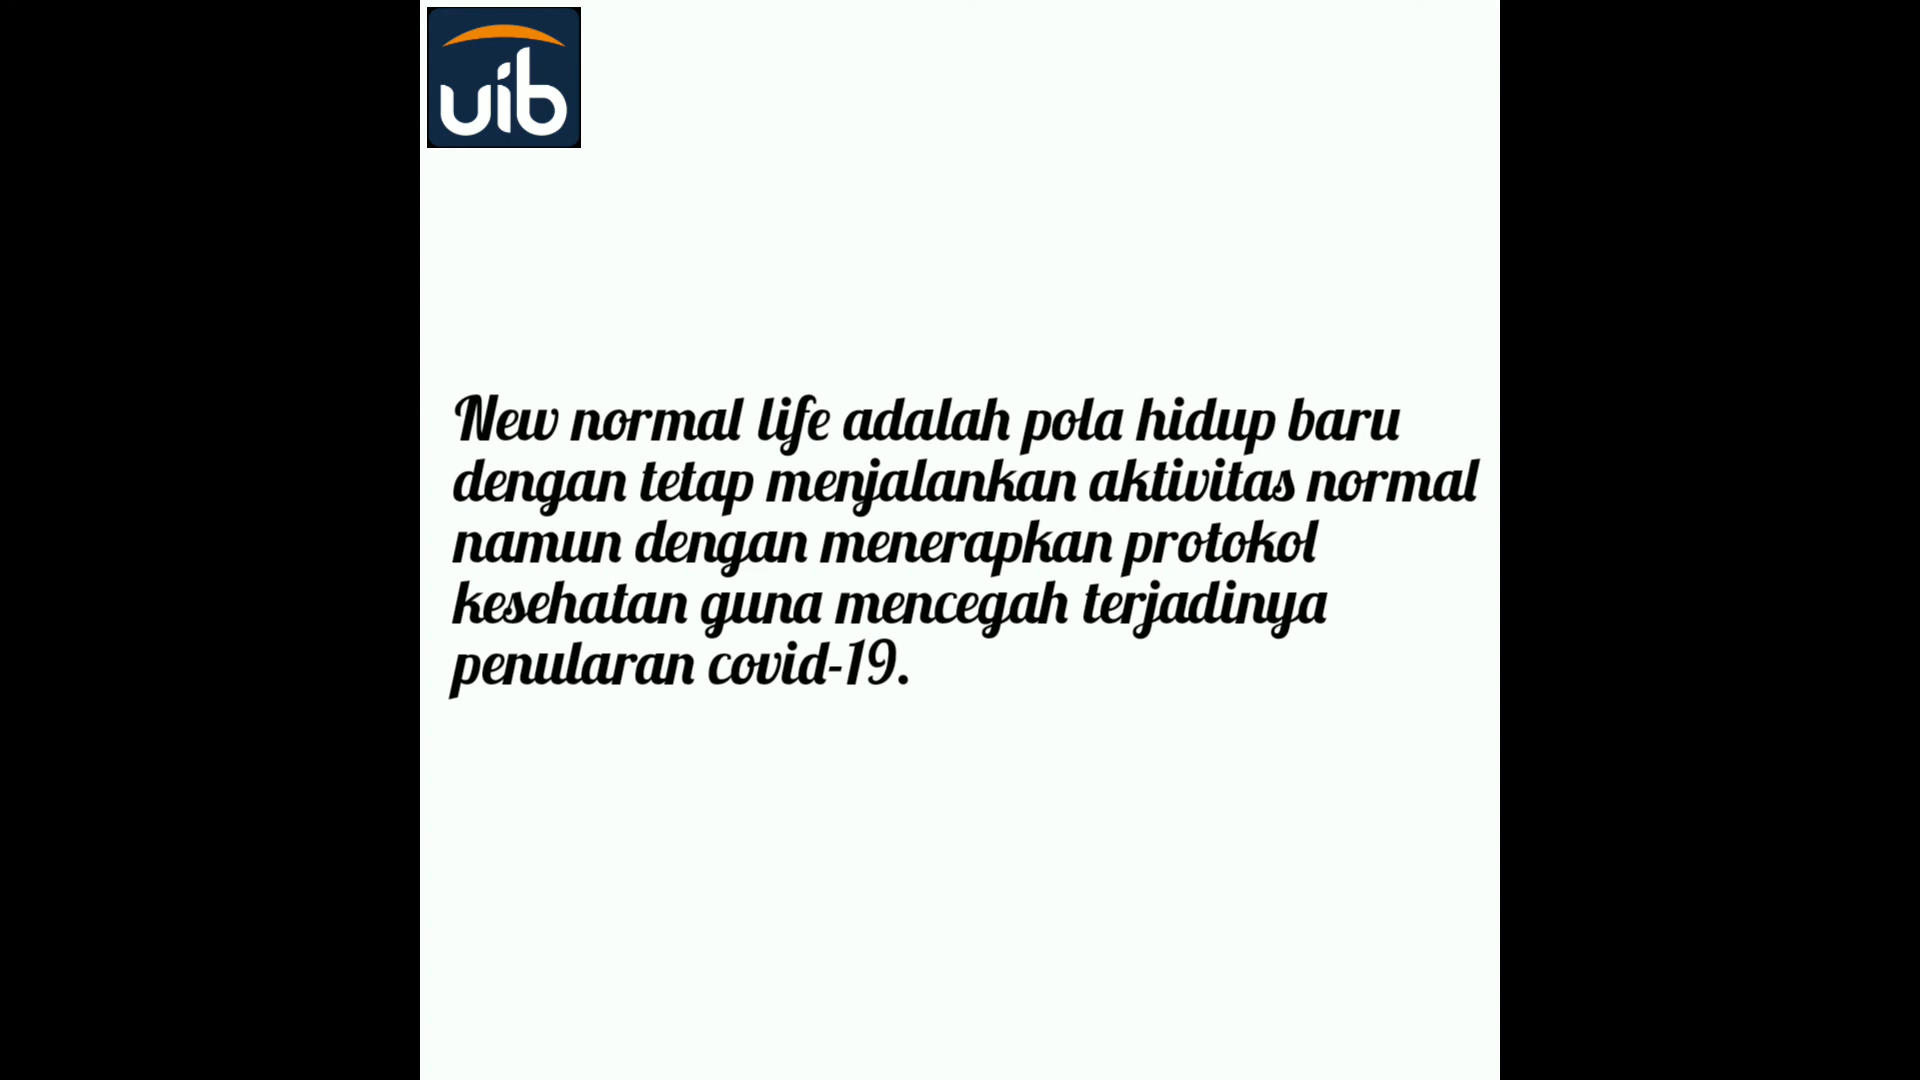 uib
New normal life adalah pola hidup baru
dengan tetap menjalankan aktivitas normal
namun dengan menerapkan protokol
kesehatan guna mencegah terjadinya
penularan covid-19.